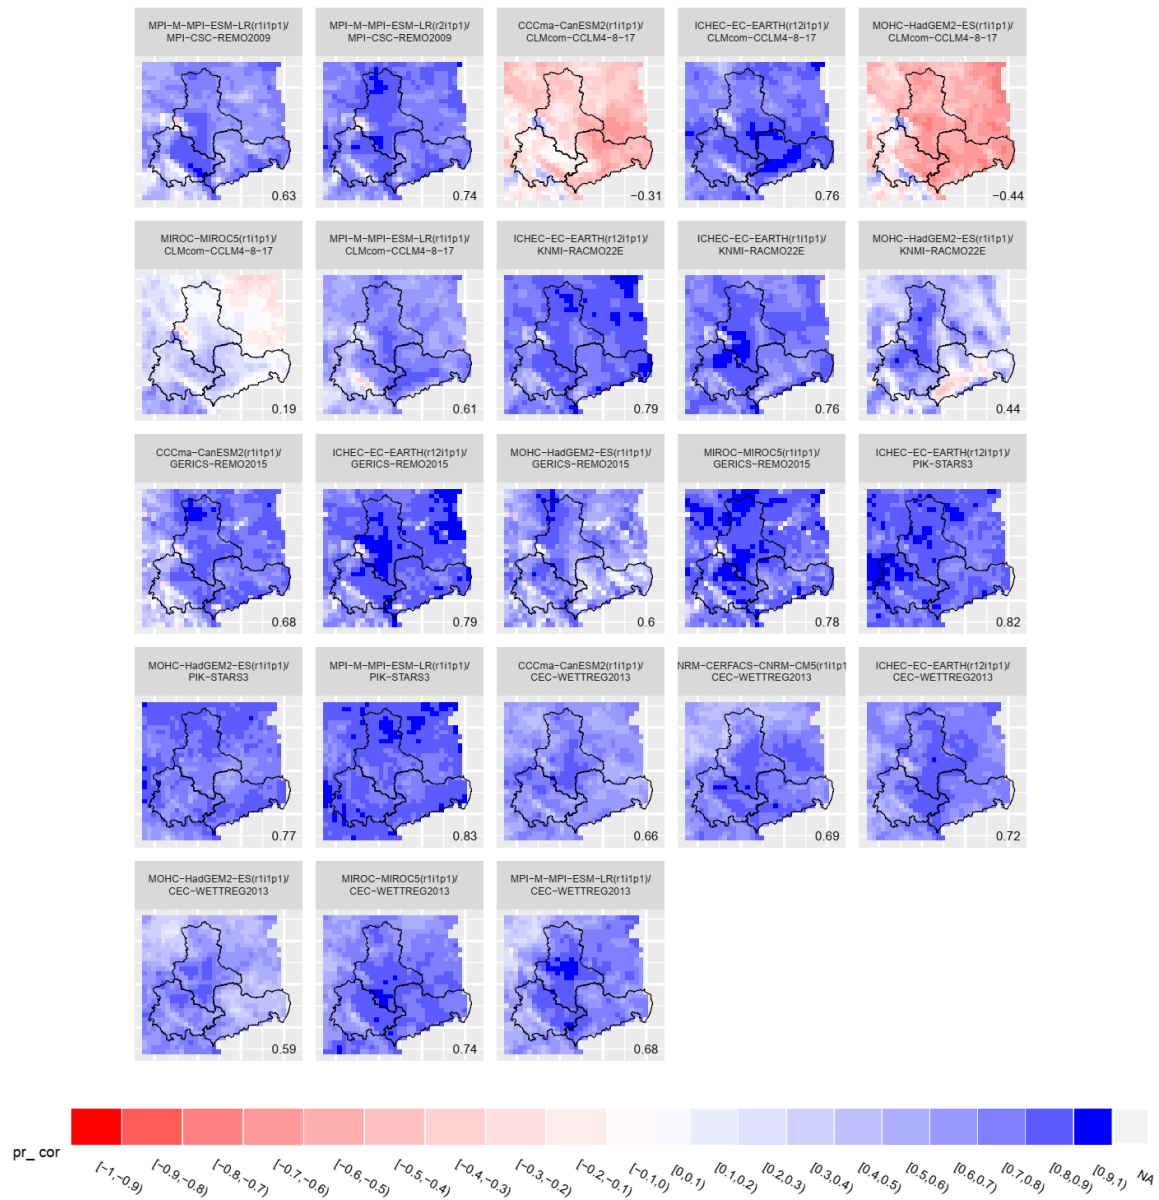 MPI−M−MPI−ESM−LR(r1i1p1)/
MPI−CSC−REMO2009
0.63
MPI−M−MPI−ESM−LR(r2i1p1)/
MPI−CSC−REMO2009
0.74
CCCma−CanESM2(r1i1p1)/
CLMcom−CCLM4−8−17
−0.31
ICHEC−EC−EARTH(r12i1p1)/
CLMcom−CCLM4−8−17
0.76
MOHC−HadGEM2−ES(r1i1p1)/
CLMcom−CCLM4−8−17
−0.44
MIROC−MIROC5(r1i1p1)/
CLMcom−CCLM4−8−17
0.19
MPI−M−MPI−ESM−LR(r1i1p1)/
CLMcom−CCLM4−8−17
0.61
ICHEC−EC−EARTH(r12i1p1)/
KNMI−RACMO22E
0.79
ICHEC−EC−EARTH(r1i1p1)/
KNMI−RACMO22E
0.76
MOHC−HadGEM2−ES(r1i1p1)/
KNMI−RACMO22E
0.44
CCCma−CanESM2(r1i1p1)/
GERICS−REMO2015
0.68
ICHEC−EC−EARTH(r12i1p1)/
GERICS−REMO2015
0.79
MOHC−HadGEM2−ES(r1i1p1)/
GERICS−REMO2015
0.6
MIROC−MIROC5(r1i1p1)/
GERICS−REMO2015
0.78
ICHEC−EC−EARTH(r12i1p1)/
PIK−STARS3
0.82
MOHC−HadGEM2−ES(r1i1p1)/
PIK−STARS3
0.77
MPI−M−MPI−ESM−LR(r1i1p1)/
PIK−STARS3
0.83
CCCma−CanESM2(r1i1p1)/
CEC−WETTREG2013
0.66
NRM−CERFACS−CNRM−CM5(r1i1p1
CEC−WETTREG2013
0.69
ICHEC−EC−EARTH(r12i1p1)/
CEC−WETTREG2013
0.72
MOHC−HadGEM2−ES(r1i1p1)/
CEC−WETTREG2013
0.59
MIROC−MIROC5(r1i1p1)/
CEC−WETTREG2013
0.74
MPI−M−MPI−ESM−LR(r1i1p1)/
CEC−WETTREG2013
0.68
pr_ cor
[−1,−0.9)
[−0.9,−0.8)
[−0.8,−0.7)
[−0.7,−0.6)
[−0.6,−0.5)
[−0.5,−0.4)
[−0.4,−0.3)
[−0.3,−0.2)
[−0.2,−0.1)
[−0.1,0)
[0,0.1)
[0.1,0.2)
[0.2,0.3)
[0.3,0.4)
[0.4,0.5)
[0.5,0.6)
[0.6,0.7)
[0.7,0.8)
[0.8,0.9)
[0.9,1)
NA